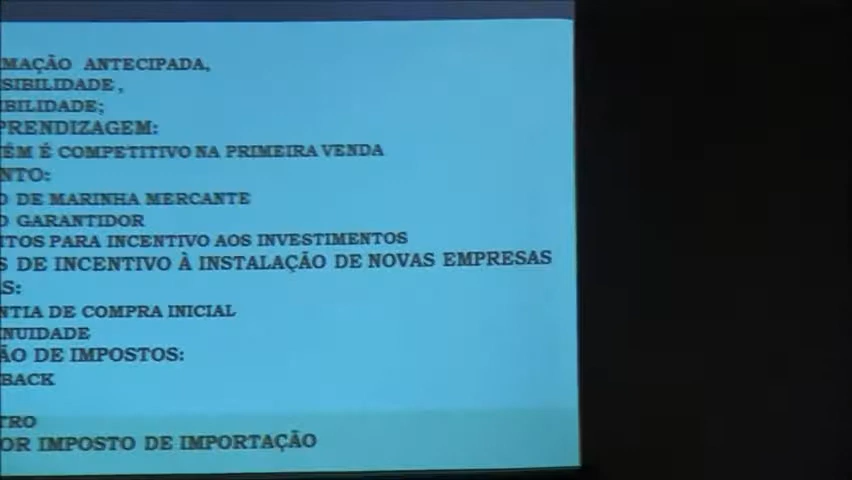 MAÇÃO ANTECIPADA,
SIBILIDADE,
IBILIDADE;
PRENDIZAGEM:
ÉM É COMPETITIVO NA PRIMEIRA VENDA
NTO:
O DE MARINHA MERCANTE
O GARANTIDOR
ITOS PARA INCENTIVO AOS INVESTIMENTOS
S DE INCENTIVO À INSTALAÇÃO DE NOVAS EMPRESAS
S:
NTIA DE COMPRA INICIAL
NUIDADE
ÃO DE IMPOSTOS:
BACK
TRO
OR IMPOSTO DE IMPORTAÇÃO